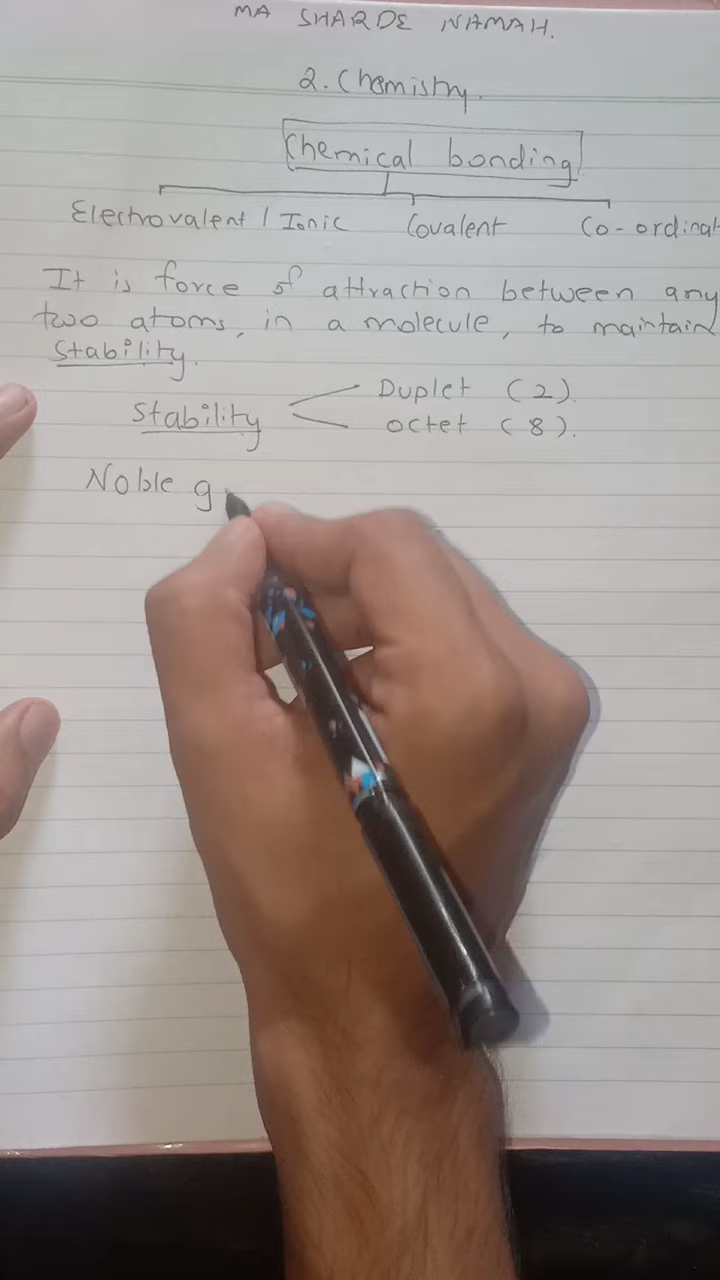 MA SHARDE NAMAH.
2. Chemistry.
Chemical bonding
Electrovalent / Ionic Covalent Co-ordinat
It is force of attraction between any
two atoms, in a molecule, to maintain
stability.
Stability Duplet (2).
octet (8).
Noble g